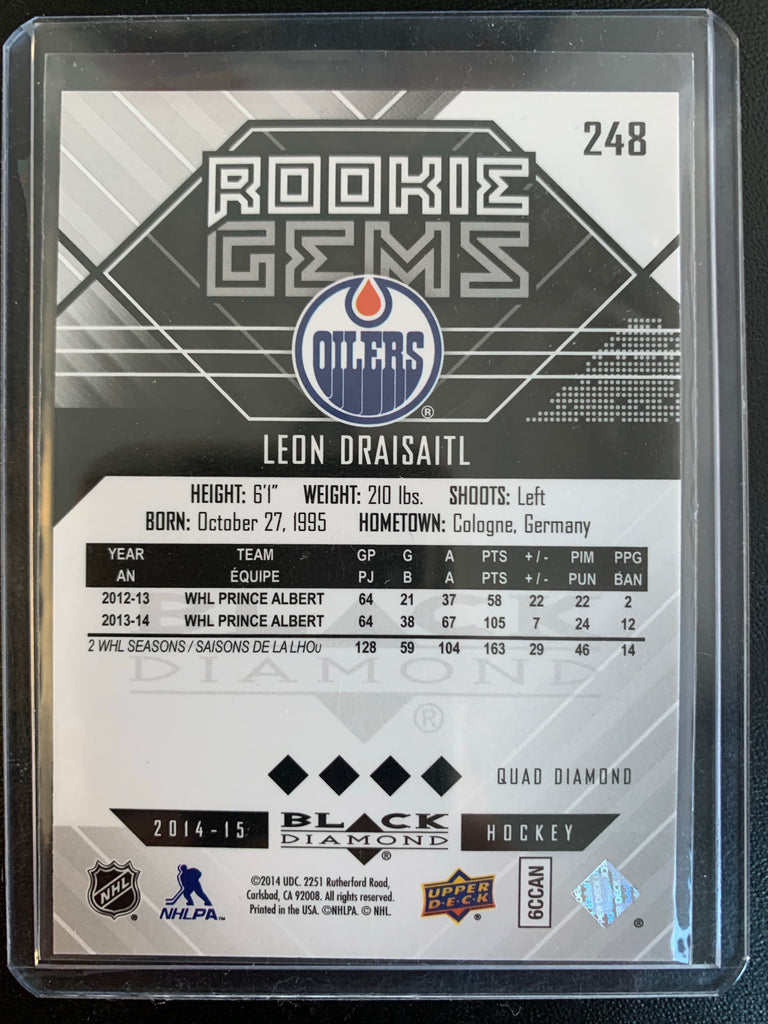 248
ROOKIE
GEMS
OILERS ®
LEON DRAISAITL
HEIGHT: 6'1" WEIGHT: 210 lbs. SHOOTS: Left
BORN: October 27, 1995 HOMETOWN: Cologne, Germany
YEAR TEAM GP G A PTS +/- PIM PPG
AN ÉQUIPE PJ B A PTS +/- PUN BAN
2012-13 WHL PRINCE ALBERT 64 21 37 58 22 22 2
2013-14 WHL PRINCE ALBERT 64 38 67 105 7 24 12
2 WHL SEASONS / SAISONS DE LA LHOu 128 59 104 163 29 46 14
BLACK
DIAMOND
®
QUAD DIAMOND
2014-15 BLACK DIAMOND ® HOCKEY
NHL
NHLPA™
©2014 UDC. 2251 Rutherford Road,
Carlsbad, CA 92008. All rights reserved.
Printed in the USA. ©NHLPA. © NHL.
UPPER
DECK ®
6CCAN
®